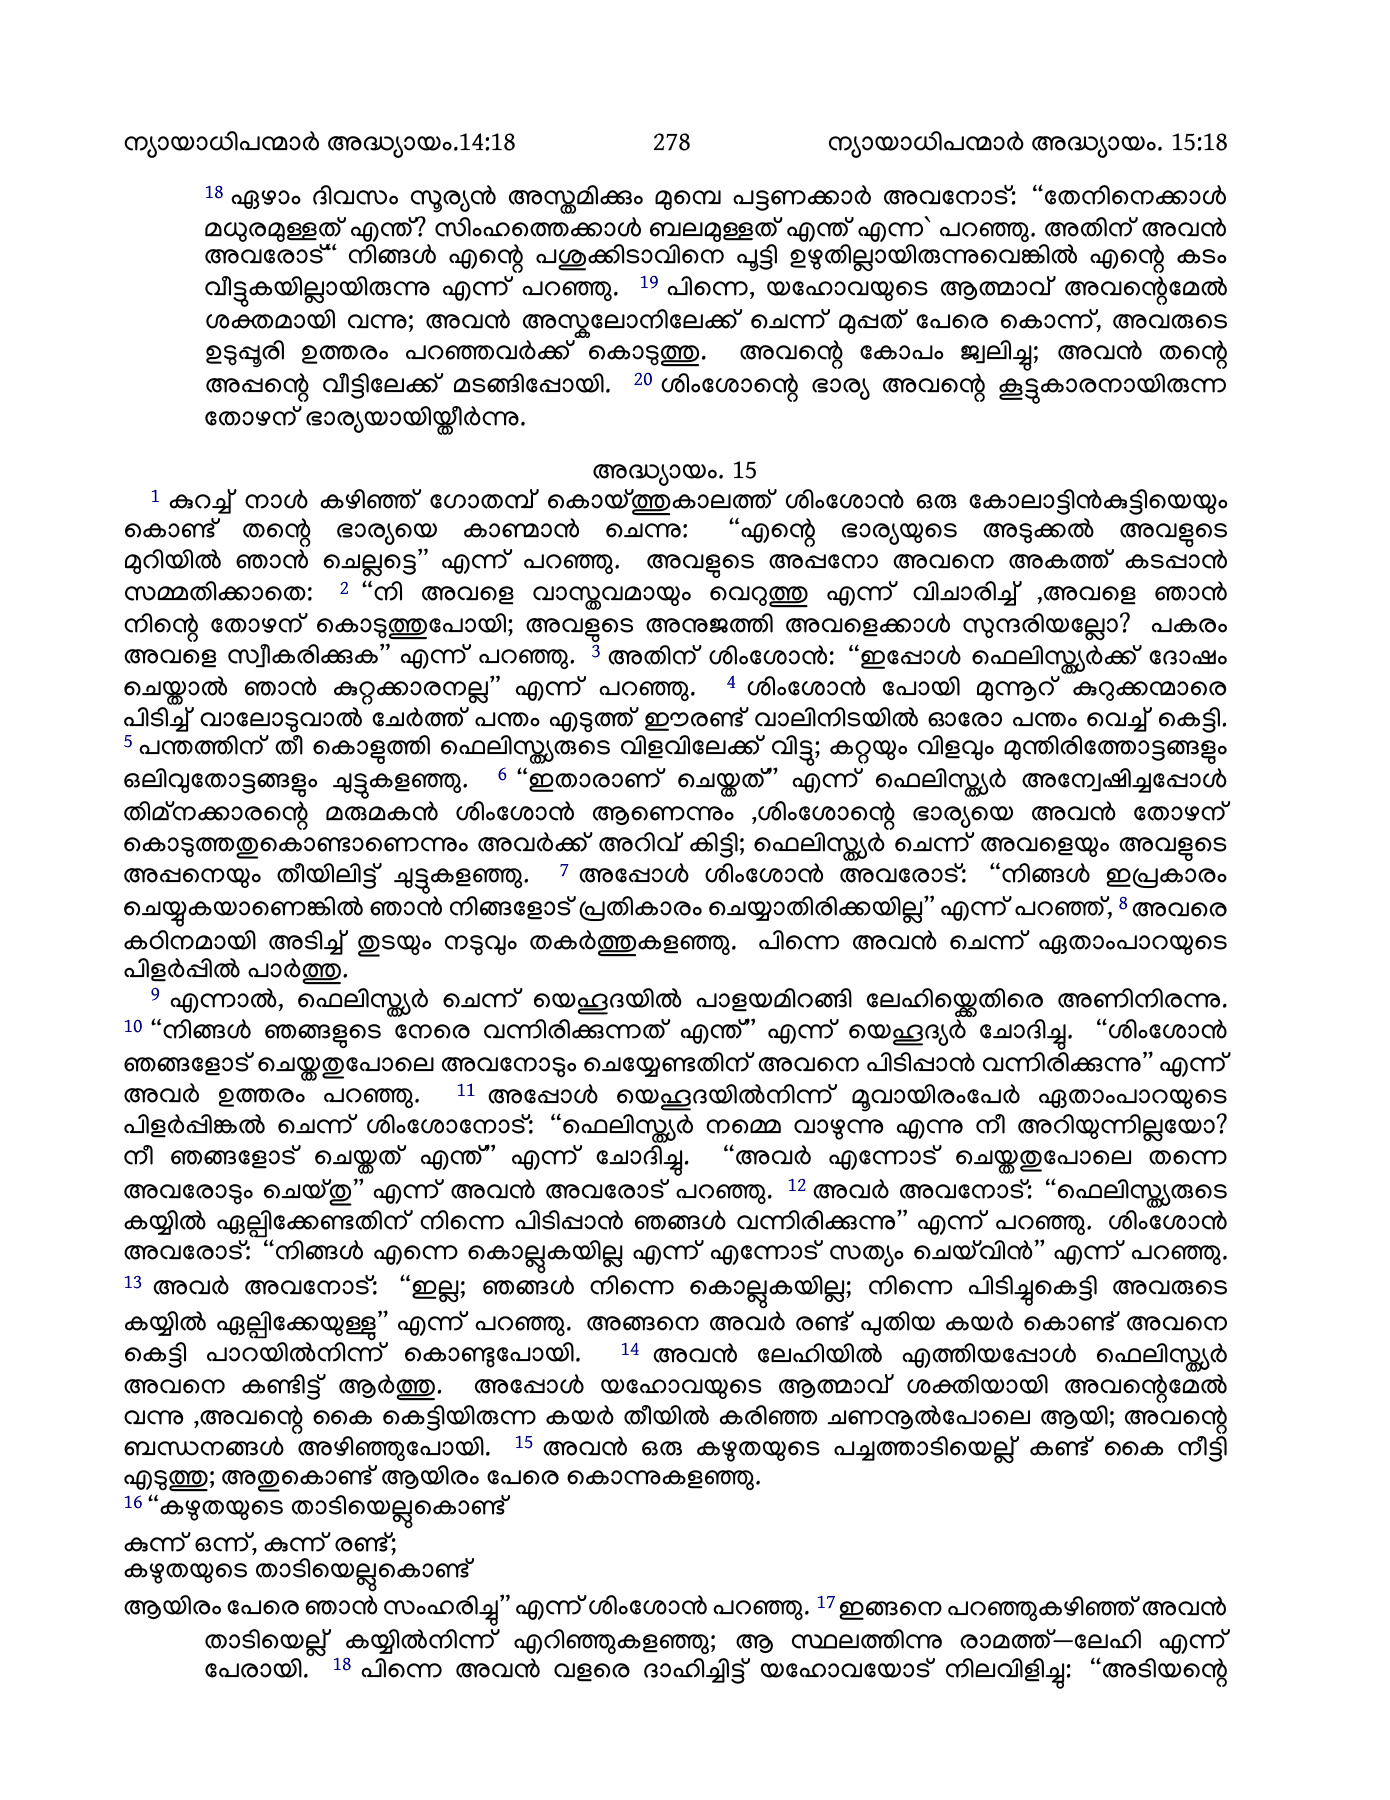 ന്യായാധിപന്മാർ അദ്ധ്യായം.14:18 278 ന്യായാധിപന്മാർ അദ്ധ്യായം. 15:18
18 ഏഴാം ദിവസം സൂര്യൻ അസ്തമിക്കും മുമ്പെ പട്ടണക്കാർ അവനോട്: “തേനിനെക്കാൾ
മധുരമുള്ളത് എന്ത്? സിംഹത്തെക്കാൾ ബലമുള്ളത് എന്ത് എന്ന` പറഞ്ഞു. അതിന് അവൻ
അവരോട്“ നിങ്ങൾ എന്റെ പശുക്കിടാവിനെ പൂട്ടി ഉഴുതില്ലായിരുന്നുവെങ്കിൽ എന്റെ കടം
വീട്ടുകയില്ലായിരുന്നു എന്ന് പറഞ്ഞു. 19 പിന്നെ, യഹോവയുടെ ആത്മാവ് അവന്റെമേൽ
ശക്തമായി വന്നു; അവൻ അസ്കലോനിലേക്ക് ചെന്ന് മുപ്പത് പേരെ കൊന്ന്, അവരുടെ
ഉടുപ്പൂരി ഉത്തരം പറഞ്ഞവർക്ക് കൊടുത്തു. അവന്റെ കോപം ജ്വലിച്ചു; അവൻ തന്റെ
അപ്പന്റെ വീട്ടിലേക്ക് മടങ്ങിപ്പോയി. 20 ശിംശോന്റെ ഭാര്യ അവന്റെ കൂട്ടുകാരനായിരുന്ന
തോഴന് ഭാര്യയായിയ്തീർന്നു.
അദ്ധ്യായം. 15
1 കുറച്ച് നാൾ കഴിഞ്ഞ് ഗോതമ്പ് കൊയ്ത്തുകാലത്ത് ശിംശോൻ ഒരു കോലാട്ടിൻകുട്ടിയെയും
കൊണ്ട് തന്റെ ഭാര്യയെ കാണ്മാൻ ചെന്നു: “എന്റെ ഭാര്യയുടെ അടുക്കൽ അവളുടെ
മുറിയിൽ ഞാൻ ചെല്ലട്ടെ” എന്ന് പറഞ്ഞു. അവളുടെ അപ്പനോ അവനെ അകത്ത് കടപ്പാൻ
സമ്മതിക്കാതെ: 2 “നി അവളെ വാസ്തവമായും വെറുത്തു എന്ന് വിചാരിച്ച് ,അവളെ ഞാൻ
നിന്റെ തോഴന് കൊടുത്തുപോയി; അവളുടെ അനുജത്തി അവളെക്കാൾ സുന്ദരിയല്ലോ? പകരം
അവളെ സ്വീകരിക്കുക” എന്ന് പറഞ്ഞു. 3 അതിന് ശിംശോൻ: “ഇപ്പോൾ ഫെലിസ്ത്യർക്ക് ദോഷം
ചെയ്താൽ ഞാൻ കുറ്റക്കാരനല്ല” എന്ന് പറഞ്ഞു. 4 ശിംശോൻ പോയി മുന്നൂറ് കുറുക്കന്മാരെ
പിടിച്ച് വാലോടുവാൽ ചേർത്ത് പന്തം എടുത്ത് ഈരണ്ട് വാലിനിടയിൽ ഓരോ പന്തം വെച്ച് കെട്ടി.
5 പന്തത്തിന് തീ കൊളുത്തി ഫെലിസ്ത്യരുടെ വിളവിലേക്ക് വിട്ടു; കറ്റയും വിളവും മുന്തിരിത്തോട്ടങ്ങളും
ഒലിവുതോട്ടങ്ങളും ചുട്ടുകളഞ്ഞു. 6 “ഇതാരാണ് ചെയ്തത്” എന്ന് ഫെലിസ്ത്യർ അന്വേഷിച്ചപ്പോൾ
തിമ്നക്കാരന്റെ മരുമകൻ ശിംശോൻ ആണെന്നും ,ശിംശോന്റെ ഭാര്യയെ അവൻ തോഴന്
കൊടുത്തതുകൊണ്ടാണെന്നും അവർക്ക് അറിവ് കിട്ടി; ഫെലിസ്ത്യർ ചെന്ന് അവളെയും അവളുടെ
അപ്പനെയും തീയിലിട്ട് ചുട്ടുകളഞ്ഞു. 7 അപ്പോൾ ശിംശോൻ അവരോട്: “നിങ്ങൾ ഇപ്രകാരം
ചെയ്യുകയാണെങ്കിൽ ഞാൻ നിങ്ങളോട് പ്രതികാരം ചെയ്യാതിരിക്കയില്ല” എന്ന് പറഞ്ഞ്, 8 അവരെ
കഠിനമായി അടിച്ച് തുടയും നടുവും തകർത്തുകളഞ്ഞു. പിന്നെ അവൻ ചെന്ന് ഏതാംപാറയുടെ
പിളർപ്പിൽ പാർത്തു.
9 എന്നാൽ, ഫെലിസ്ത്യർ ചെന്ന് യെഹൂദയിൽ പാളയമിറങ്ങി ലേഹിയ്ക്കെതിരെ അണിനിരന്നു.
10 “നിങ്ങൾ ഞങ്ങളുടെ നേരെ വന്നിരിക്കുന്നത് എന്ത്” എന്ന് യെഹൂദ്യർ ചോദിച്ചു. “ശിംശോൻ
ഞങ്ങളോട് ചെയ്തതുപോലെ അവനോടും ചെയ്യേണ്ടതിന് അവനെ പിടിപ്പാൻ വന്നിരിക്കുന്നു” എന്ന്
അവർ ഉത്തരം പറഞ്ഞു. 11 അപ്പോൾ യെഹൂദയിൽനിന്ന് മൂവായിരംപേർ ഏതാംപാറയുടെ
പിളർപ്പിങ്കൽ ചെന്ന് ശിംശോനോട്: “ഫെലിസ്ത്യർ നമ്മെ വാഴുന്നു എന്നു നീ അറിയുന്നില്ലയോ?
നീ ഞങ്ങളോട് ചെയ്തത് എന്ത്” എന്ന് ചോദിച്ചു. “അവർ എന്നോട് ചെയ്തതുപോലെ തന്നെ
അവരോടും ചെയ്തു” എന്ന് അവൻ അവരോട് പറഞ്ഞു. 12 അവർ അവനോട്: “ഫെലിസ്ത്യരുടെ
കയ്യിൽ ഏല്പിക്കേണ്ടതിന് നിന്നെ പിടിപ്പാൻ ഞങ്ങൾ വന്നിരിക്കുന്നു” എന്ന് പറഞ്ഞു. ശിംശോൻ
അവരോട്: “നിങ്ങൾ എന്നെ കൊല്ലുകയില്ല എന്ന് എന്നോട് സത്യം ചെയ്‌വിൻ” എന്ന് പറഞ്ഞു.
13 അവർ അവനോട്: “ഇല്ല; ഞങ്ങൾ നിന്നെ കൊല്ലുകയില്ല; നിന്നെ പിടിച്ചുകെട്ടി അവരുടെ
കയ്യിൽ ഏല്പിക്കേയുള്ളു” എന്ന് പറഞ്ഞു. അങ്ങനെ അവർ രണ്ട് പുതിയ കയർ കൊണ്ട് അവനെ
കെട്ടി പാറയിൽനിന്ന് കൊണ്ടുപോയി. 14 അവൻ ലേഹിയിൽ എത്തിയപ്പോൾ ഫെലിസ്ത്യർ
അവനെ കണ്ടിട്ട് ആർത്തു. അപ്പോൾ യഹോവയുടെ ആത്മാവ് ശക്തിയായി അവന്റെമേൽ
വന്നു ,അവന്റെ കൈ കെട്ടിയിരുന്ന കയർ തീയിൽ കരിഞ്ഞ ചണനൂൽപോലെ ആയി; അവന്റെ
ബന്ധനങ്ങൾ അഴിഞ്ഞുപോയി. 15 അവൻ ഒരു കഴുതയുടെ പച്ചത്താടിയെല്ല് കണ്ട് കൈ നീട്ടി
എടുത്തു; അതുകൊണ്ട് ആയിരം പേരെ കൊന്നുകളഞ്ഞു.
16 “കഴുതയുടെ താടിയെല്ലുകൊണ്ട്
കുന്ന് ഒന്ന്, കുന്ന് രണ്ട്;
കഴുതയുടെ താടിയെല്ലുകൊണ്ട്
ആയിരം പേരെ ഞാൻ സംഹരിച്ചു” എന്ന് ശിംശോൻ പറഞ്ഞു. 17 ഇങ്ങനെ പറഞ്ഞുകഴിഞ്ഞ് അവൻ
താടിയെല്ല് കയ്യിൽനിന്ന് എറിഞ്ഞുകളഞ്ഞു; ആ സ്ഥലത്തിന്നു രാമത്ത്—ലേഹി എന്ന്
പേരായി. 18 പിന്നെ അവൻ വളരെ ദാഹിച്ചിട്ട് യഹോവയോട് നിലവിളിച്ചു: “അടിയന്റെ